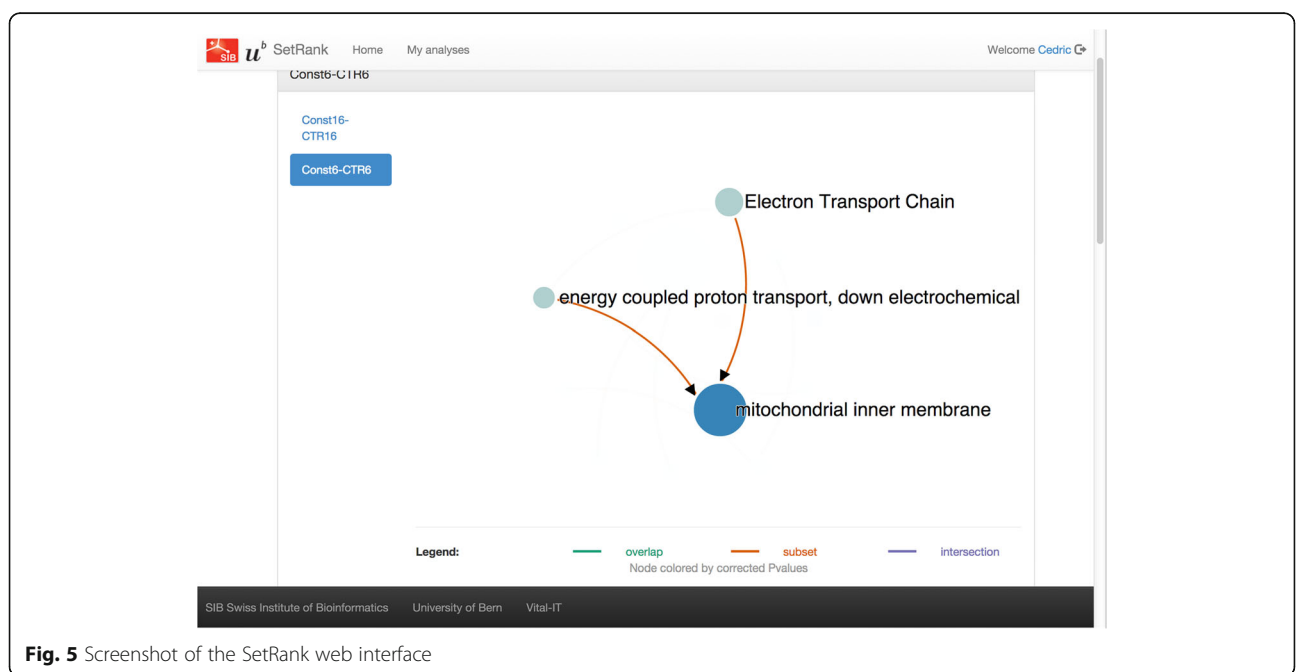 SIB u^b SetRank Home My analyses Welcome Cedric
Const6-CTR6
Const16-
CTR16
Const6-CTR6
Electron Transport Chain
energy coupled proton transport, down electrochemical
mitochondrial inner membrane
Legend: overlap subset intersection
Node colored by corrected Pvalues
SIB Swiss Institute of Bioinformatics University of Bern Vital-IT
Fig. 5 Screenshot of the SetRank web interface